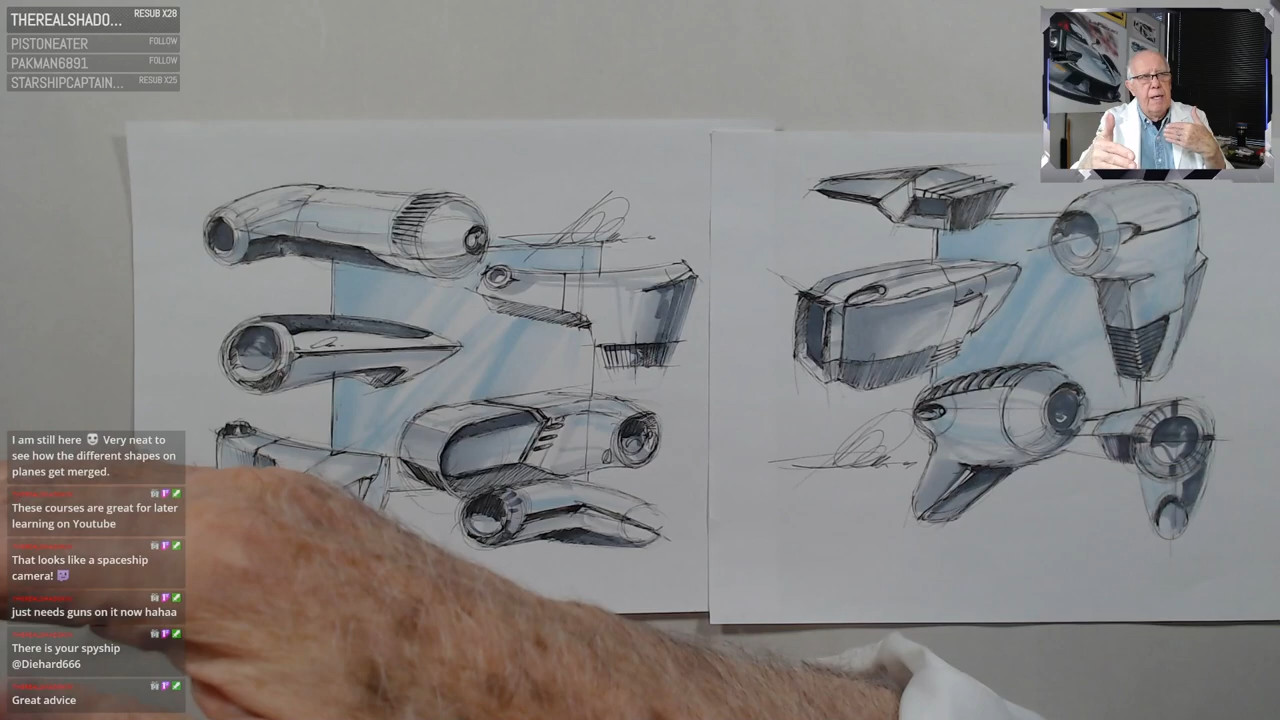 THEREALSHADO... RESUB X28
PISTONEATER FOLLOW
PAKMAN6891 FOLLOW
STARSHIPCAPTAIN... RESUB X25
I am still here Very neat to
see how the different shapes on
planes get merged.
These courses are great for later
learning on Youtube
That looks like a spaceship
camera!
just needs guns on it now hahaa
There is your spyship
@Diehard666
Great advice